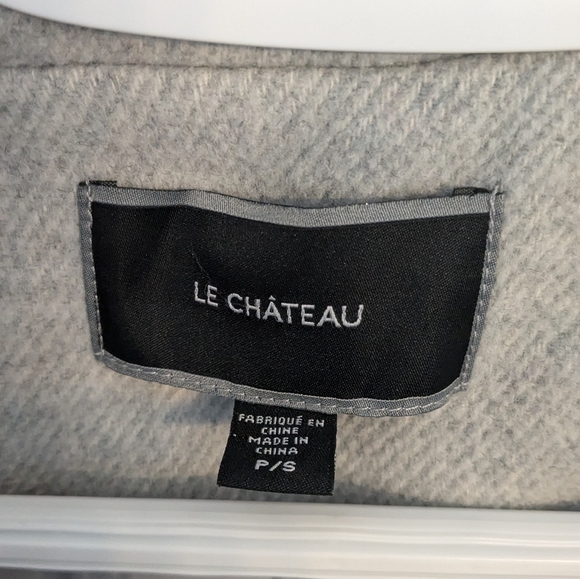 LE CHÂTEAU
FABRIQUÉ EN
CHINE
MADE IN
CHINA
P/S